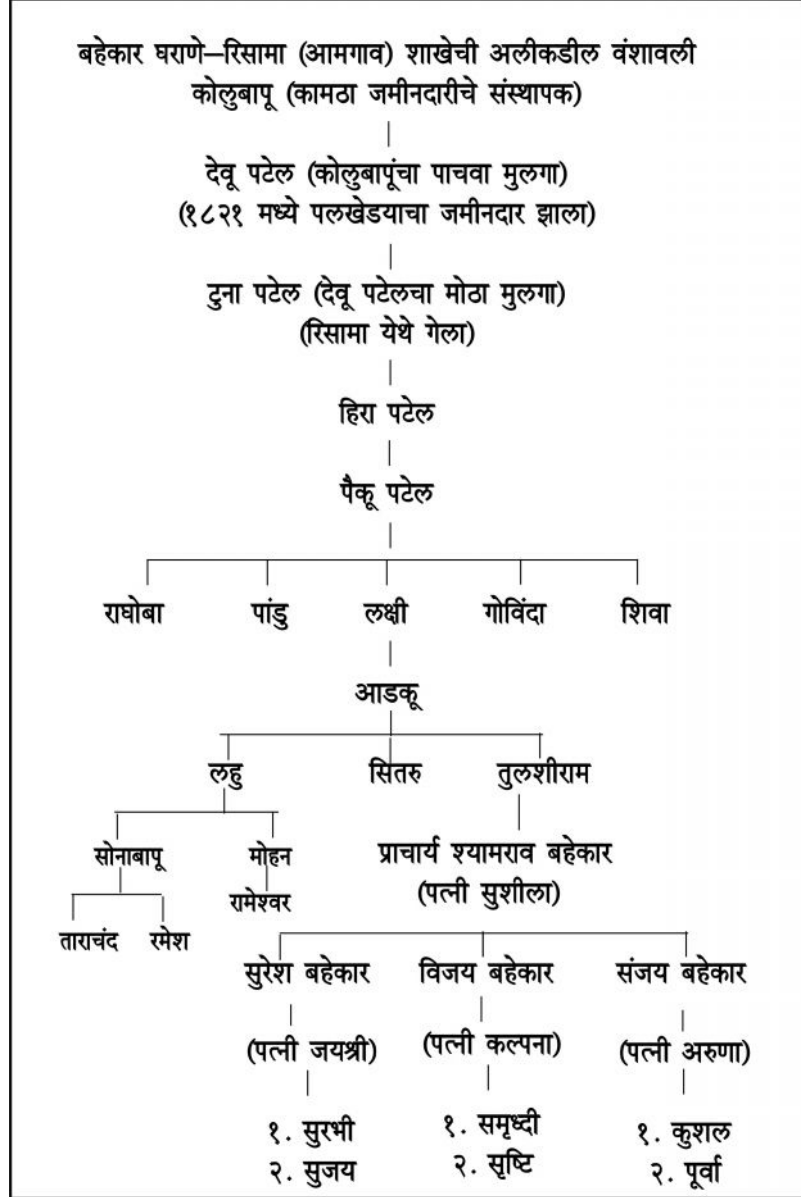 बहेकार घराणे–रिसामा (आमगाव) शाखेची अलीकडील वंशावली
कोलुबापू (कामठा जमीनदारीचे संस्थापक)
देवू पटेल (कोलुबापूंचा पाचवा मुलगा)
(१८२१ मध्ये पलखेडयाचा जमीनदार झाला)
टुना पटेल (देवू पटेलचा मोठा मुलगा)
(रिसामा येथे गेला)
हिरा पटेल
पैकू पटेल
राघोबा पांडु लक्षी गोविंदा शिवा
आडकू
लहु सितरु तुलशीराम
सोनाबापू मोहन प्राचार्य श्यामराव बहेकार
रामेश्वर (पत्नी सुशीला)
ताराचंद रमेश
सुरेश बहेकार विजय बहेकार संजय बहेकार
(पत्नी जयश्री) (पत्नी कल्पना) (पत्नी अरुणा)
१. सुरभी १. समृध्दी १. कुशल
२. सुजय २. सृष्टि २. पूर्वा